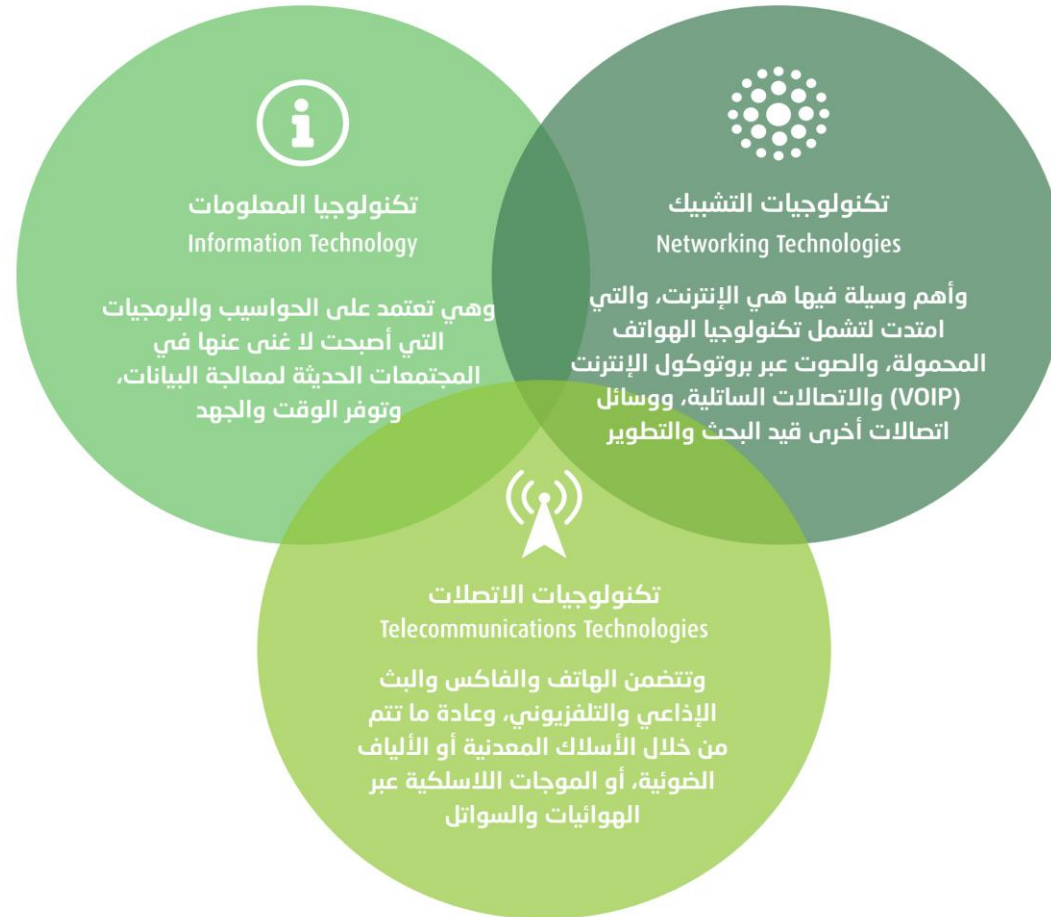 تكنولوجيا المعلومات
Information Technology
وهي تعتمد على الحواسيب والبرمجيات
التي أصبحت لا غنى عنها في
المجتمعات الحديثة لمعالجة البيانات،
وتوفر الوقت والجهد
تكنولوجيات التشبيك
Networking Technologies
وأهم وسيلة فيها هي الإنترنت، والتي
امتدت لتشمل تكنولوجيا الهواتف
المحمولة، والصوت عبر بروتوكول الإنترنت
(VOIP) والاتصالات الساتلية، ووسائل
اتصالات أخرى قيد البحث والتطوير
تكنولوجيات الاتصلات
Telecommunications Technologies
وتتضمن الهاتف والفاكس والبث
الإذاعي والتلفزيوني، وعادة ما تتم
من خلال الأسلاك المعدنية أو الألياف
الضوئية، أو الموجات اللاسلكية عبر
الهوائيات والسواتل